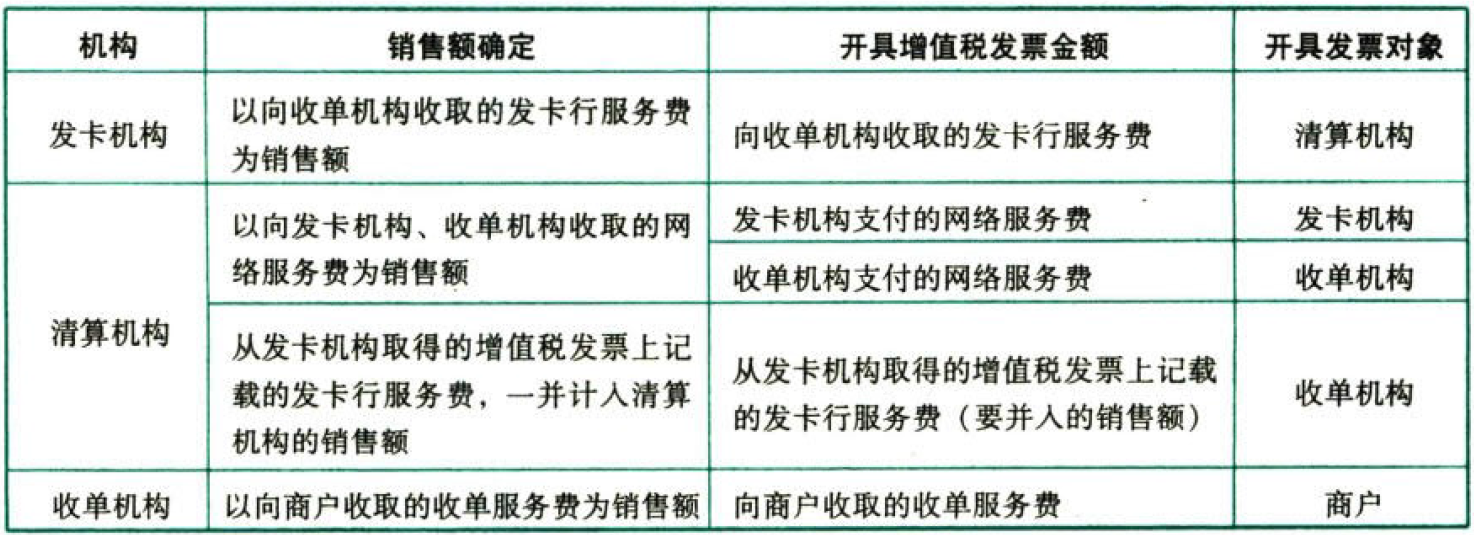 机构 销售额确定 开具增值税发票金额 开具发票对象
发卡机构 以向收单机构收取的发卡行服务费
为销售额 向收单机构收取的发卡行服务费 清算机构
清算机构 以向发卡机构、收单机构收取的网
络服务费为销售额 发卡机构支付的网络服务费 发卡机构
收单机构支付的网络服务费 收单机构
从发卡机构取得的增值税发票上记
载的发卡行服务费，一并计入清算
机构的销售额 从发卡机构取得的增值税发票上记载
的发卡行服务费（要并入的销售额） 收单机构
收单机构 以向商户收取的收单服务费为销售额 向商户收取的收单服务费 商户